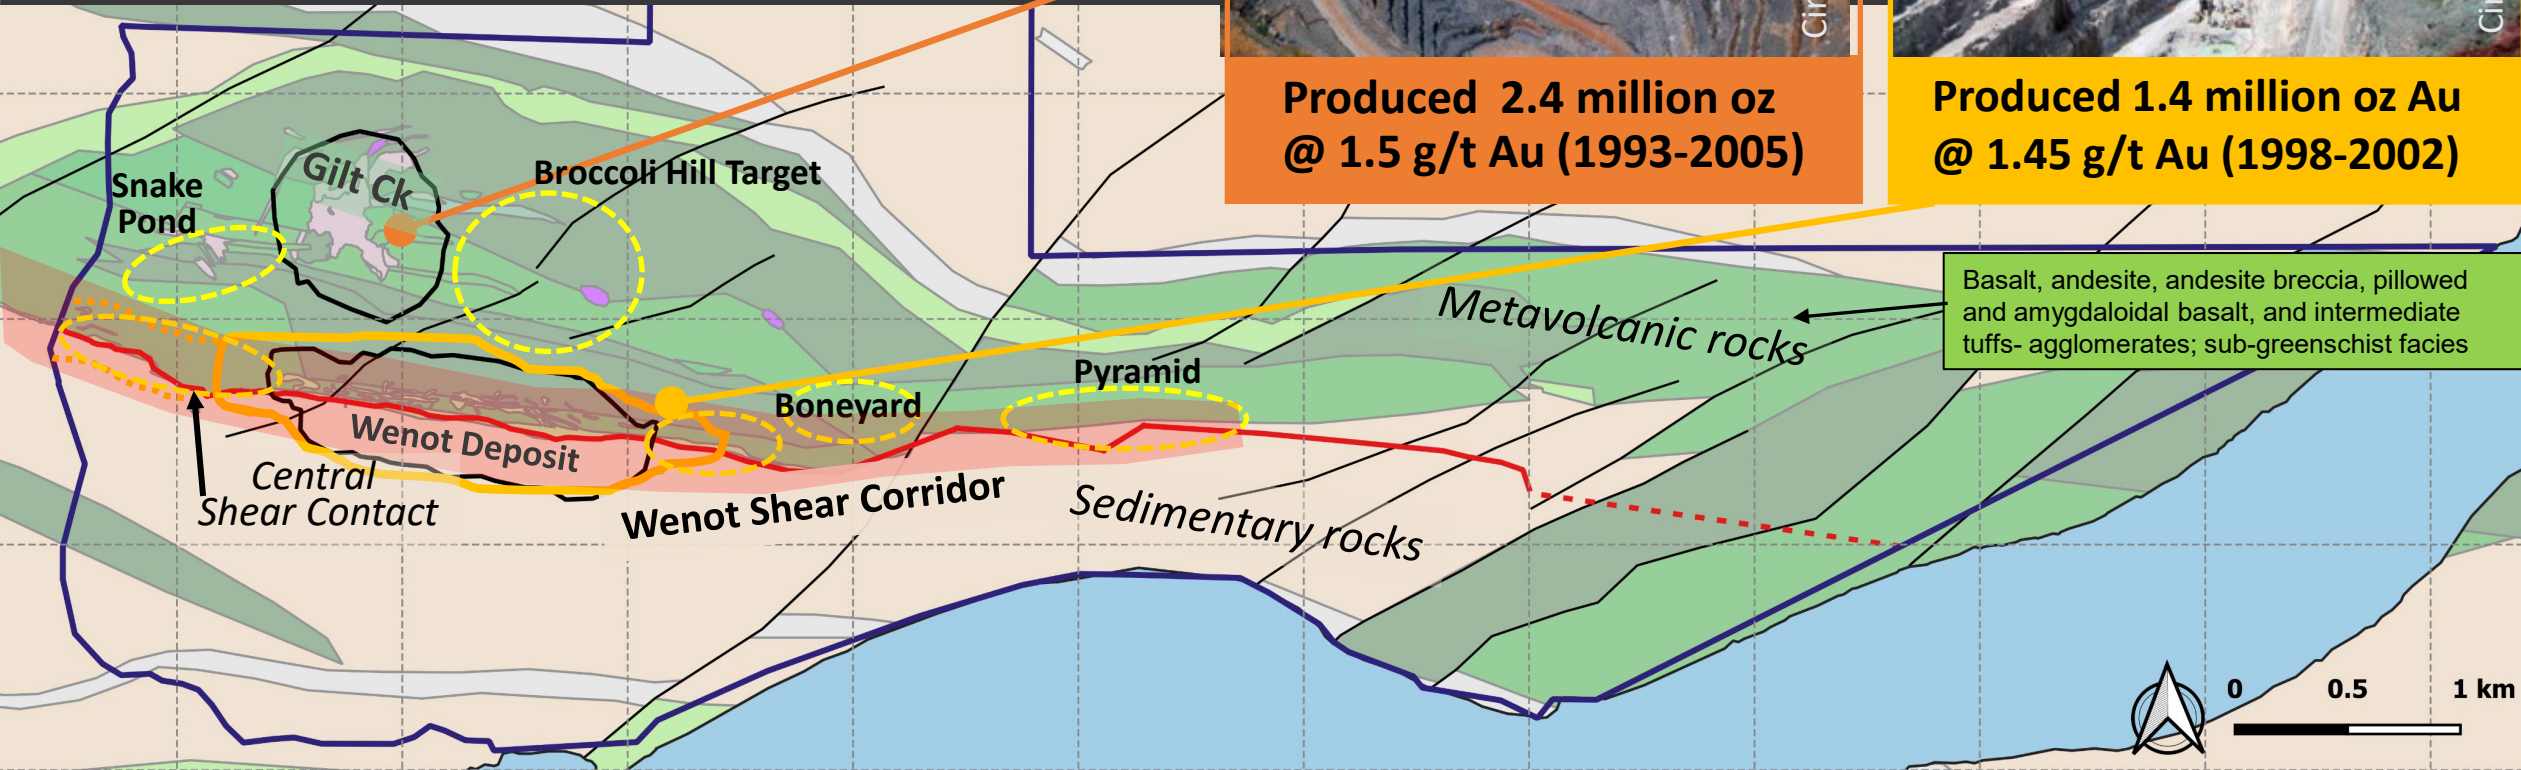 Produced 2.4 million oz
@ 1.5 g/t Au (1993-2005)
Produced 1.4 million oz Au
@ 1.45 g/t Au (1998-2002)
Gilt Ck
Snake
Pond
Broccoli Hill Target
Metavolcanic rocks
Basalt, andesite, andesite breccia, pillowed
and amygdaloidal basalt, and intermediate
tuffs- agglomerates; sub-greenschist facies
Pyramid
Boneyard
Wenot Deposit
Central
Shear Contact
Wenot Shear Corridor
Sedimentary rocks
0 0.5 1 km